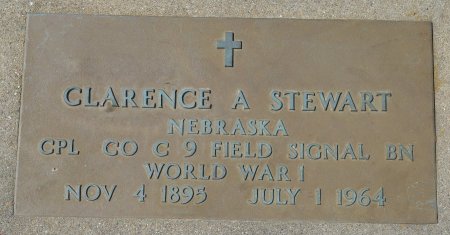 CLARENCE A STEWART
NEBRASKA
CPL CO C 9 FIELD SIGNAL BN
WORLD WAR I
NOV 4 1895 JULY 1 1964